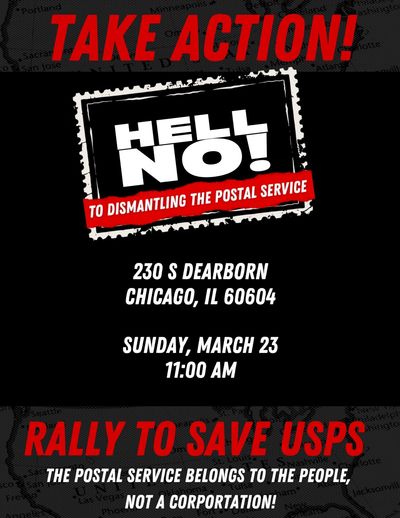 TAKE ACTION!
HELL
NO!
TO DISMANTLING THE POSTAL SERVICE
230 S DEARBORN
CHICAGO, IL 60604
SUNDAY, MARCH 23
11:00 AM
RALLY TO SAVE USPS
THE POSTAL SERVICE BELONGS TO THE PEOPLE,
NOT A CORPORTATION!